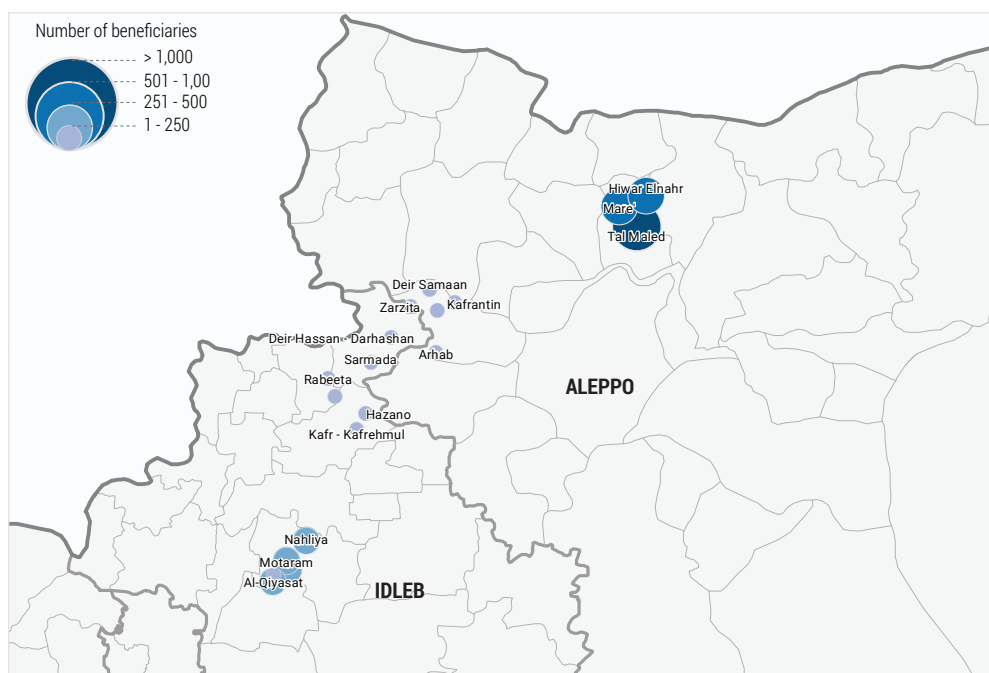 Number of beneficiaries
> 1,000
501 - 1,00
251 - 500
1 - 250
Hiwar Elnahr
Mare'
Tal Maled
Deir Samaan
Zarzita
Kafrantin
Deir Hassan - Darhashan
Arhab
Sarmada
Rabeeta
ALEPPO
Hazano
Kafr - Kafrehmul
Nahliya
Motaram
Al-Qiyasat
IDLEB